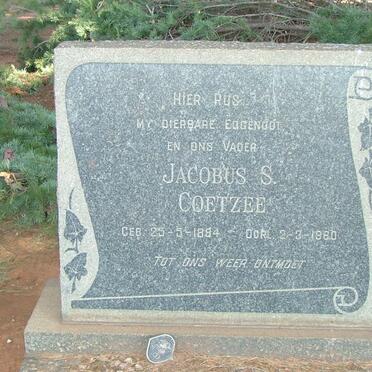 HIER RUS
MY DIERBARE EGGENOOT
EN ONS VADER
JACOBUS S.
COETZEE
GEB. 25-5-1894 - OORL. 2-3-1960
TOT ONS WEER ONTMOET